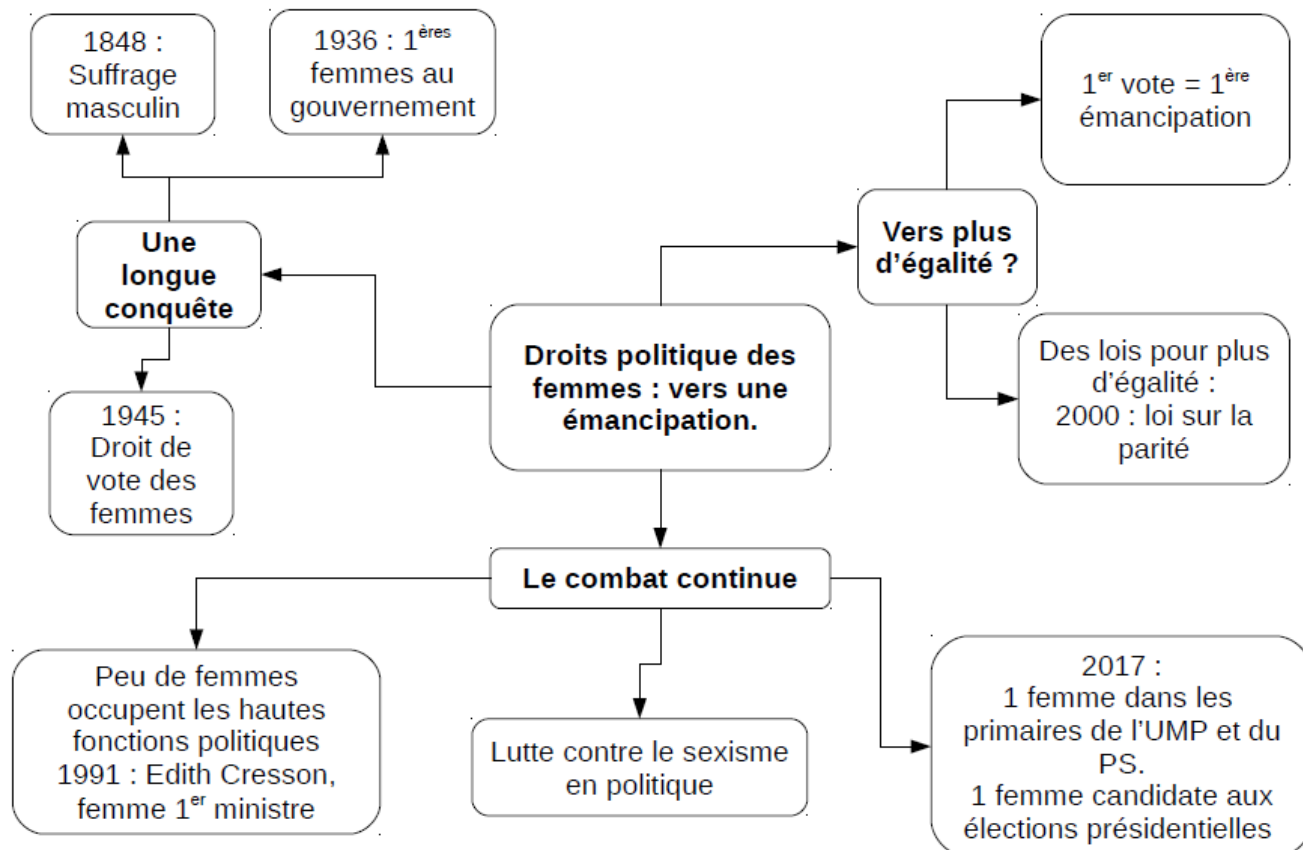 1848 :
Suffrage
masculin
1936 : 1ères
femmes au
gouvernement
1er vote = 1ère
émancipation
Une
longue
conquête
Vers plus
d’égalité ?
Droits politique des
femmes : vers une
émancipation.
Des lois pour plus
d’égalité :
2000 : loi sur la
parité
1945 :
Droit de
vote des
femmes
Le combat continue
Peu de femmes
occupent les hautes
fonctions politiques
1991 : Edith Cresson,
femme 1er ministre
Lutte contre le sexisme
en politique
2017 :
1 femme dans les
primaires de l’UMP et du
PS.
1 femme candidate aux
élections présidentielles